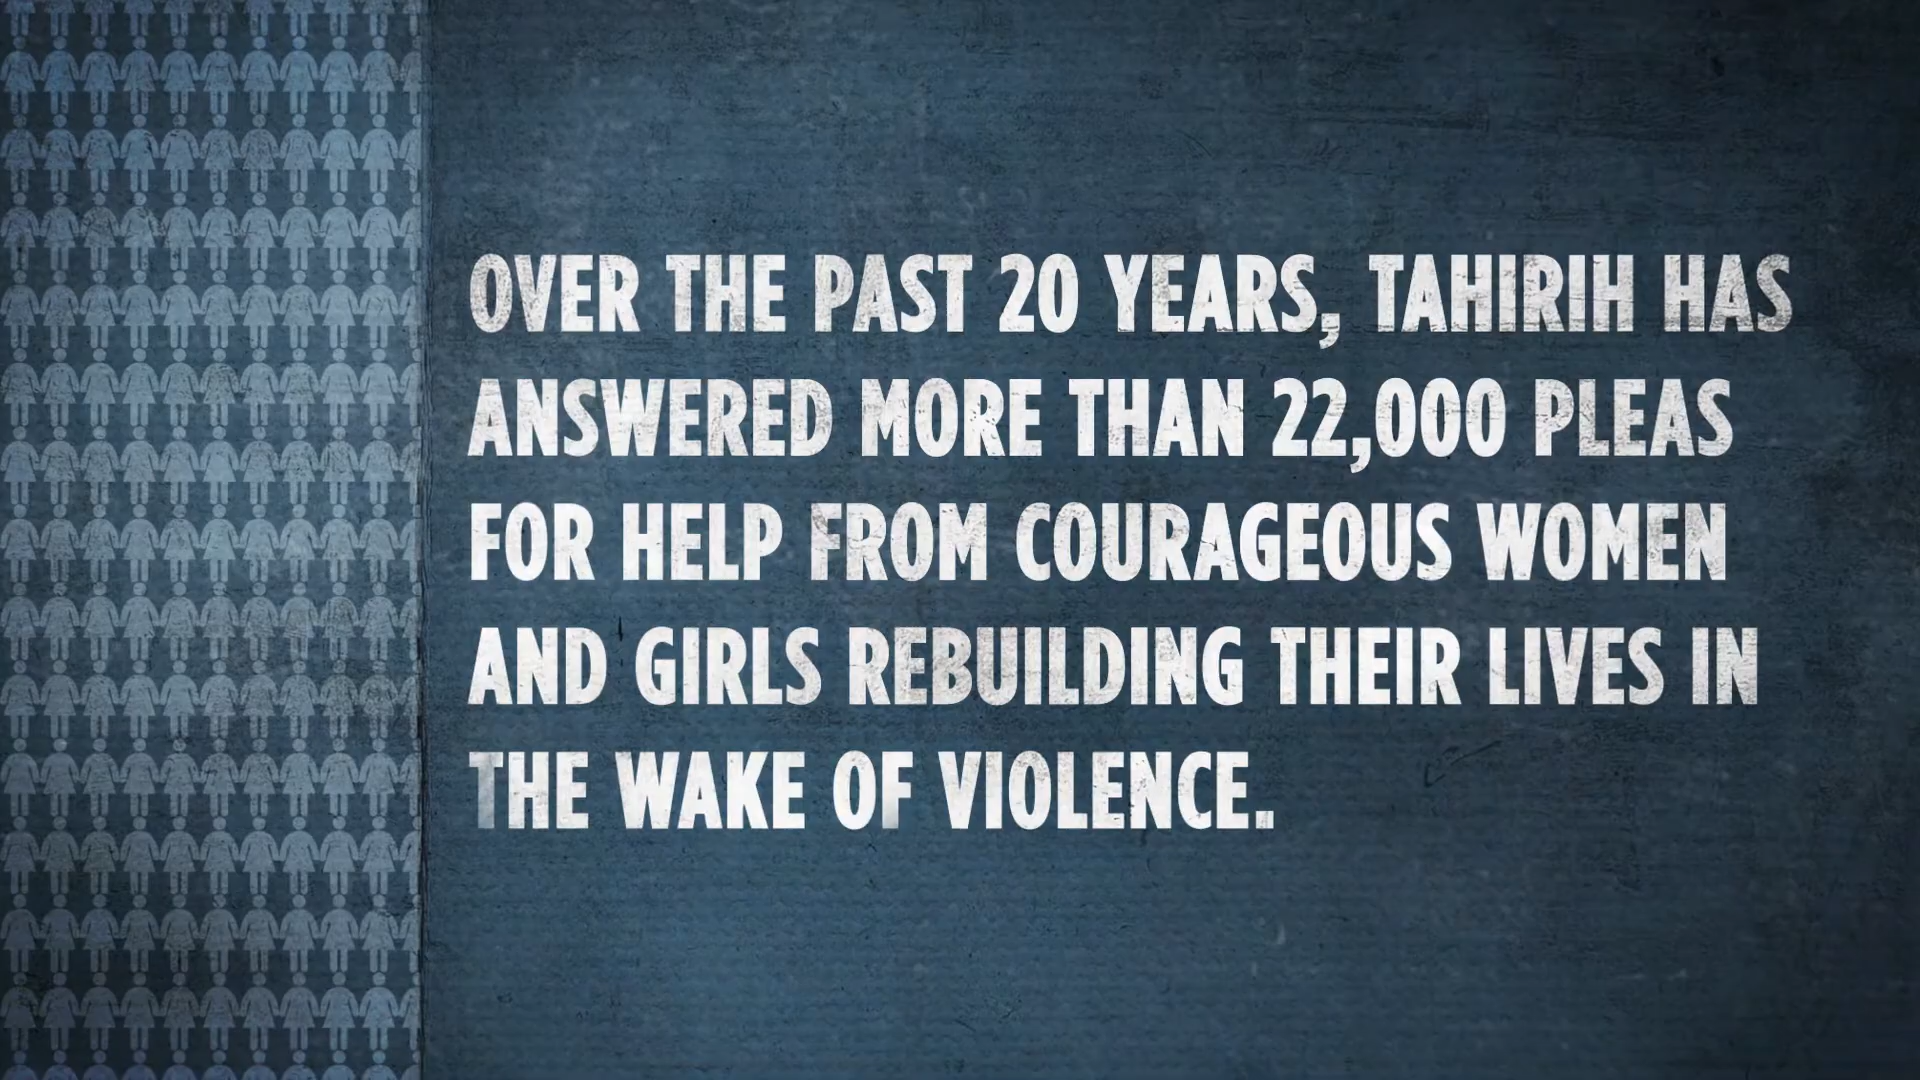 OVER THE PAST 20 YEARS, TAHIRIH HAS
ANSWERED MORE THAN 22,000 PLEAS
FOR HELP FROM COURAGEOUS WOMEN
AND GIRLS REBUILDING THEIR LIVES IN
THE WAKE OF VIOLENCE.